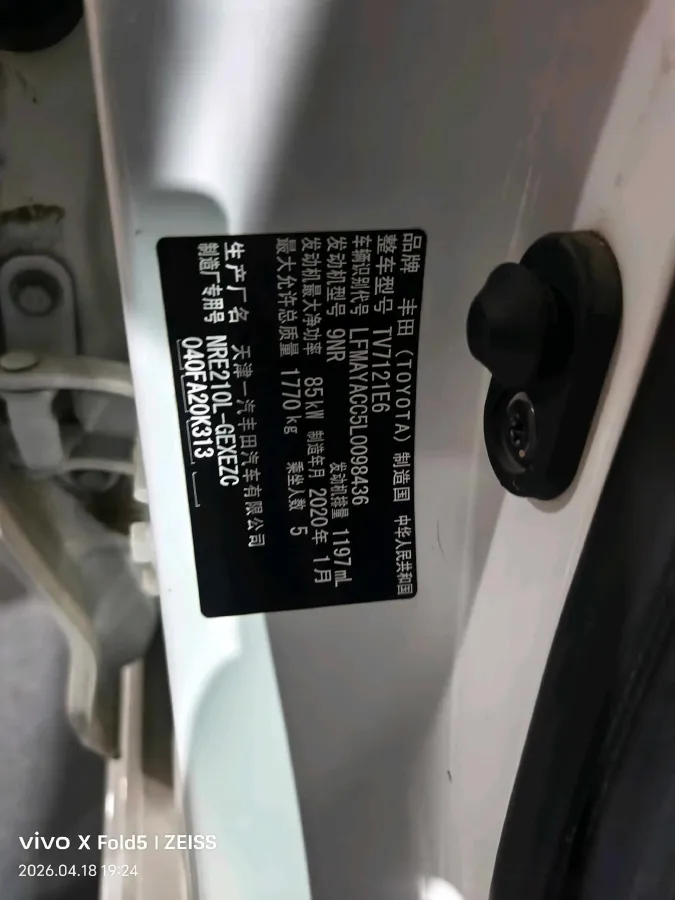 品牌 丰田(TOYOTA) 制造国 中华人民共和国
整车型号 TV7121E6
车辆识别代号 LFMA7ACC5L0098436
发动机型号 9NR 发动机排量 1197mL
发动机最大净功率 85kW 制造年月 2020年 1月
最大允许总质量 1770kg 乘坐人数 5
生产厂名 天津一汽丰田汽车有限公司
制造厂专用号 NRE210L-GEXEZC
040FA20K313
vivo X Fold5 | ZEISS
2026.04.18 19:24